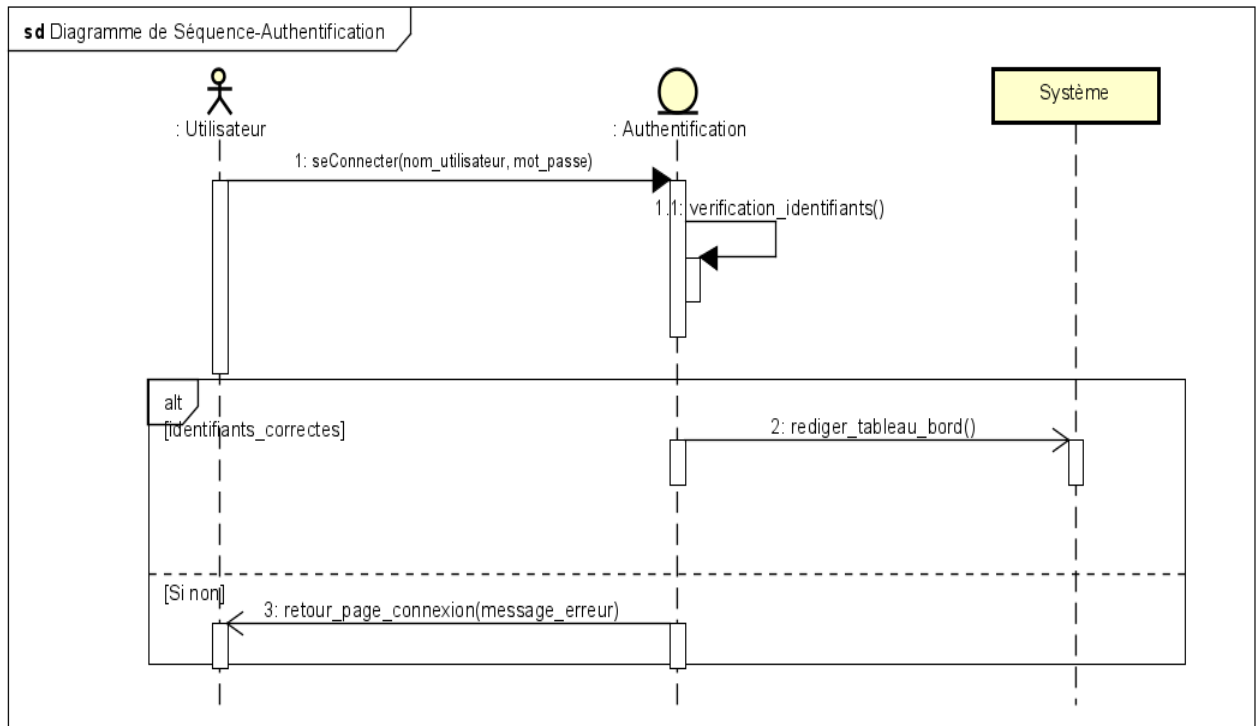 sd Diagramme de Séquence-Authentification
: Utilisateur
: Authentification
Système
1: seConnecter(nom_utilisateur, mot_passe)
1.1: verification_identifiants()
alt
[identifiants_correctes]
2: rediger_tableau_bord()
[Si non]
3: retour_page_connexion(message_erreur)